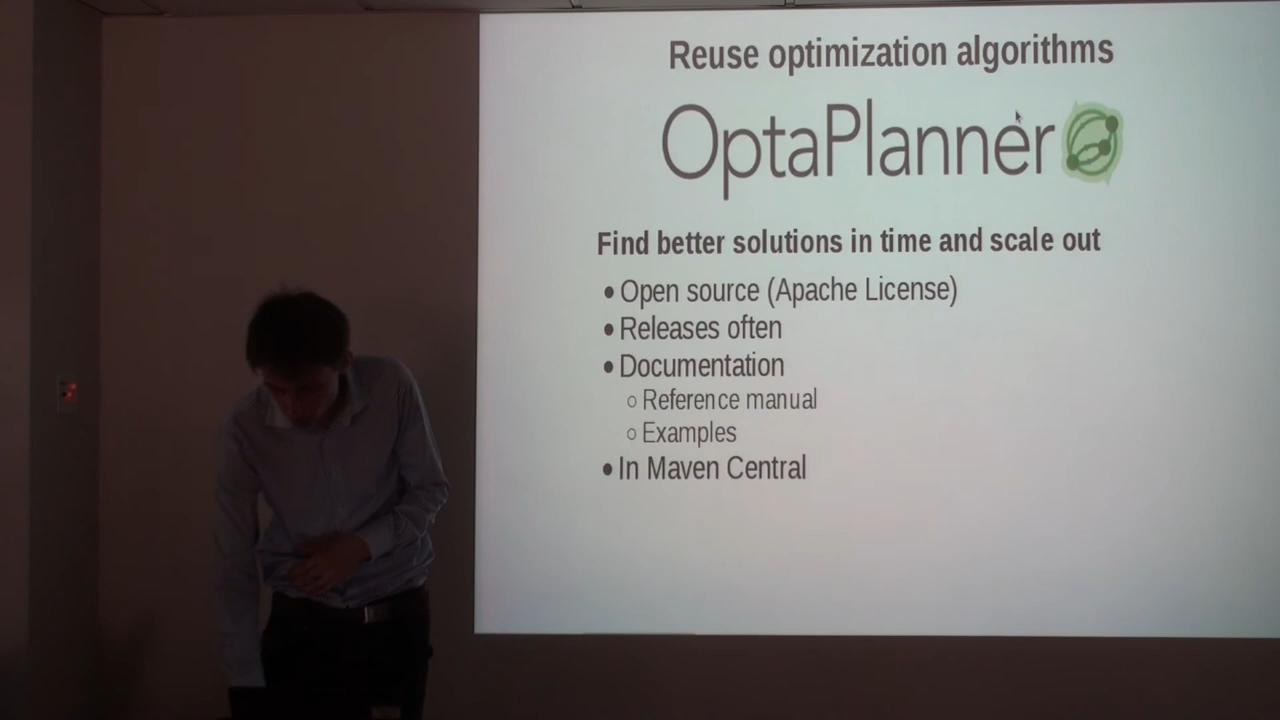 Reuse optimization algorithms
OptaPlanner
Find better solutions in time and scale out
• Open source (Apache License)
• Releases often
• Documentation
○ Reference manual
○ Examples
• In Maven Central